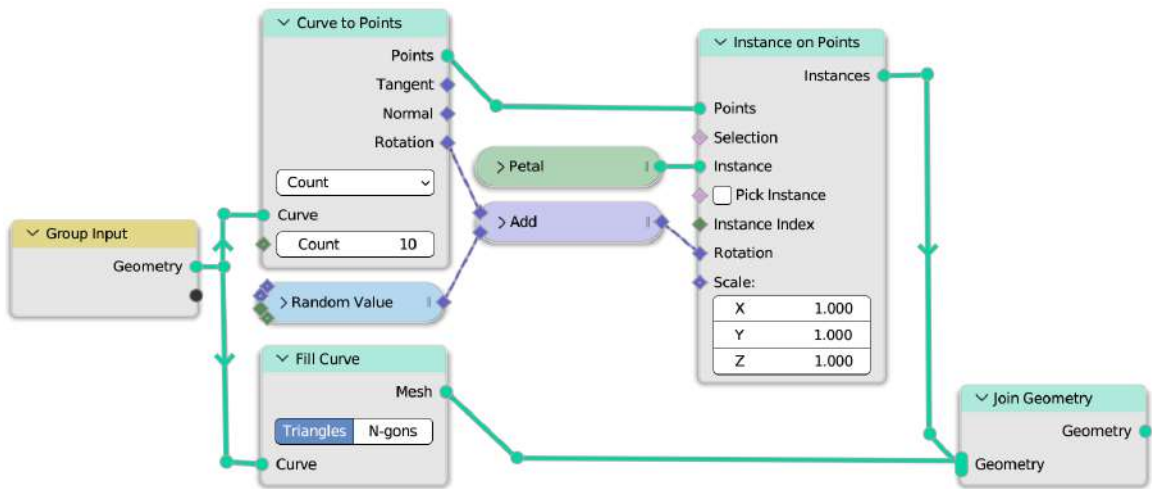 Group Input
Geometry
Curve to Points
Points
Tangent
Normal
Rotation
Count
Curve
Count 10
Random Value
Fill Curve
Mesh
Triangles N-gons
Curve
Petal
Add
Instance on Points
Instances
Points
Selection
Instance
Pick Instance
Instance Index
Rotation
Scale:
X 1.000
Y 1.000
Z 1.000
Join Geometry
Geometry
Geometry